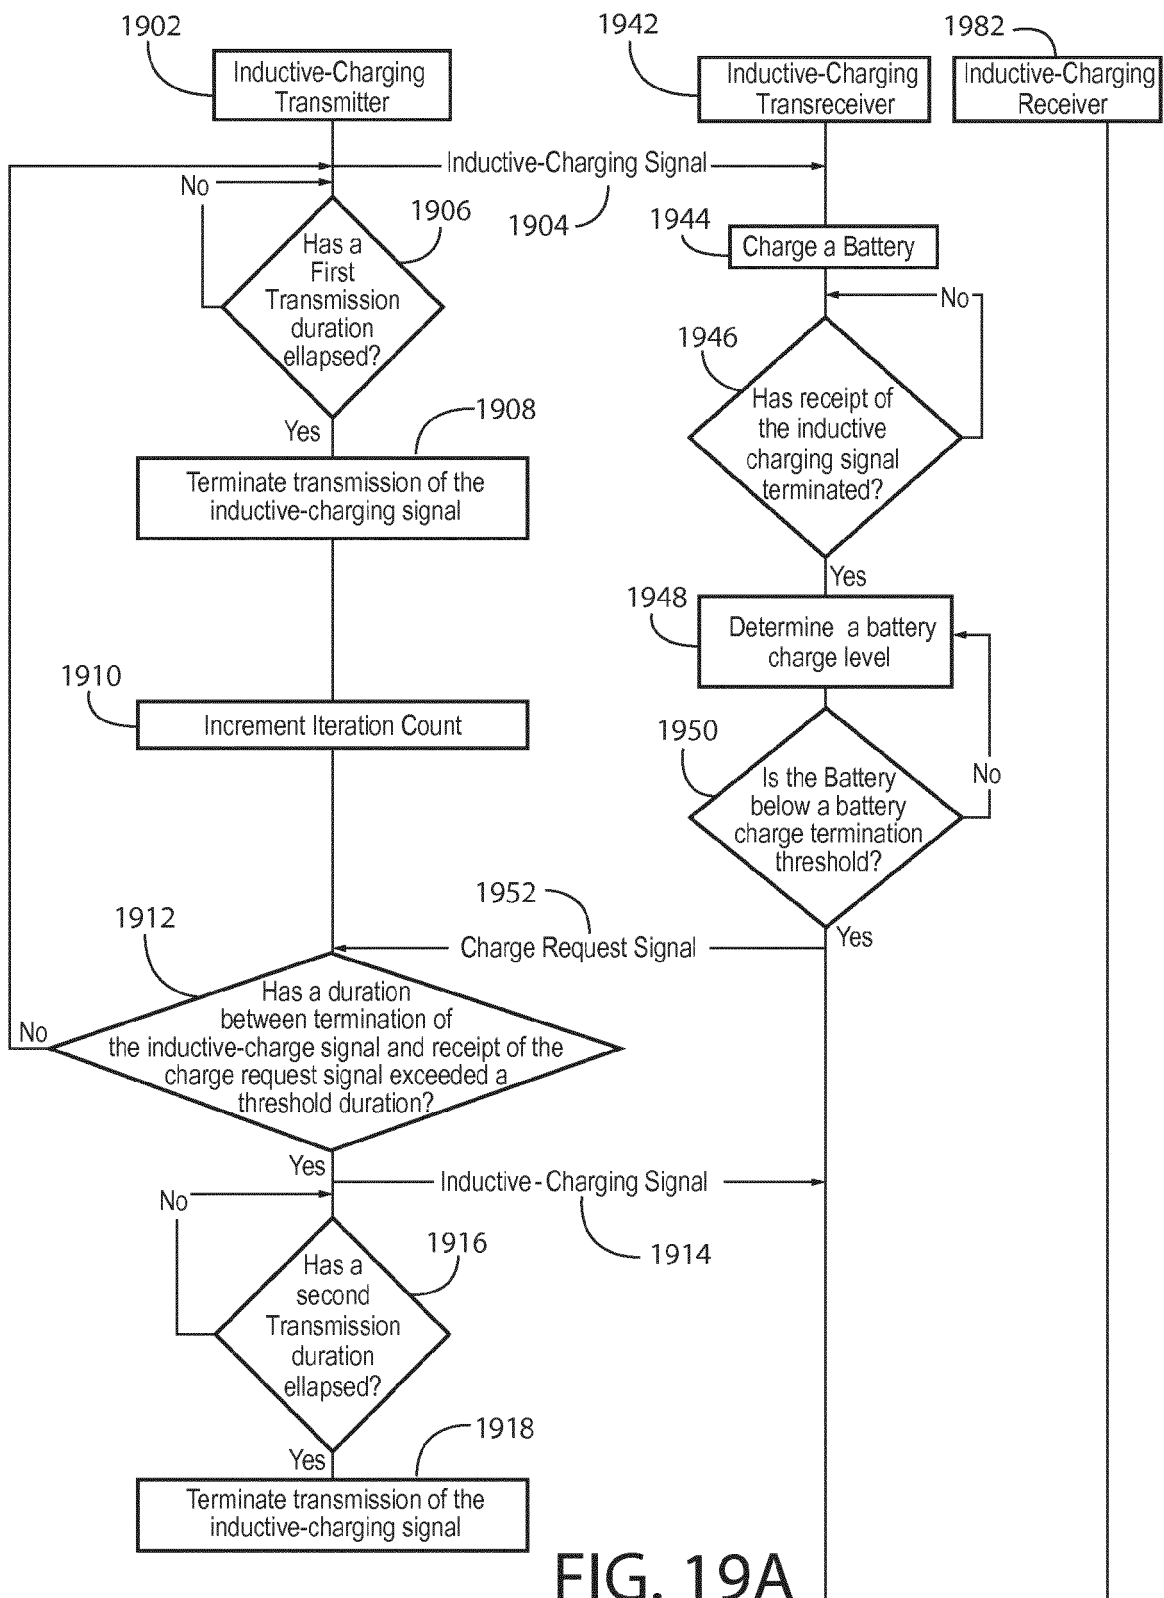 1902
1942
1982
Inductive-Charging
Transmitter
Inductive-Charging
Transreceiver
Inductive-Charging
Receiver
Inductive-Charging Signal
1904
No
1906
Has a
First
Transmission
duration
ellapsed?
1944
Charge a Battery
No
1946
Has receipt of
the inductive
charging signal
terminated?
Yes
1908
Terminate transmission of the
inductive-charging signal
Yes
1948
Determine a battery
charge level
1910
Increment Iteration Count
1950
Is the Battery
below a battery
charge termination
threshold?
No
Yes
1952
Charge Request Signal
1912
Has a duration
between termination of
the inductive-charge signal and receipt of the
charge request signal exceeded a
threshold duration?
No
Yes
Inductive-Charging Signal
1914
No
1916
Has a
second
Transmission
duration
ellapsed?
Yes
1918
Terminate transmission of the
inductive-charging signal
FIG. 19A